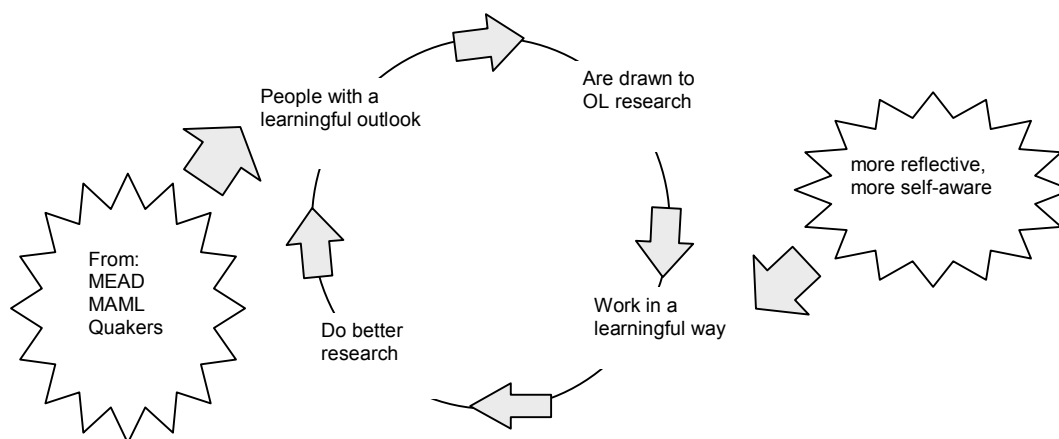 People with a
learningful outlook
Are drawn to
OL research
more reflective,
more self-aware
Work in a
learningful way
Do better
research
From:
MEAD
MAML
Quakers